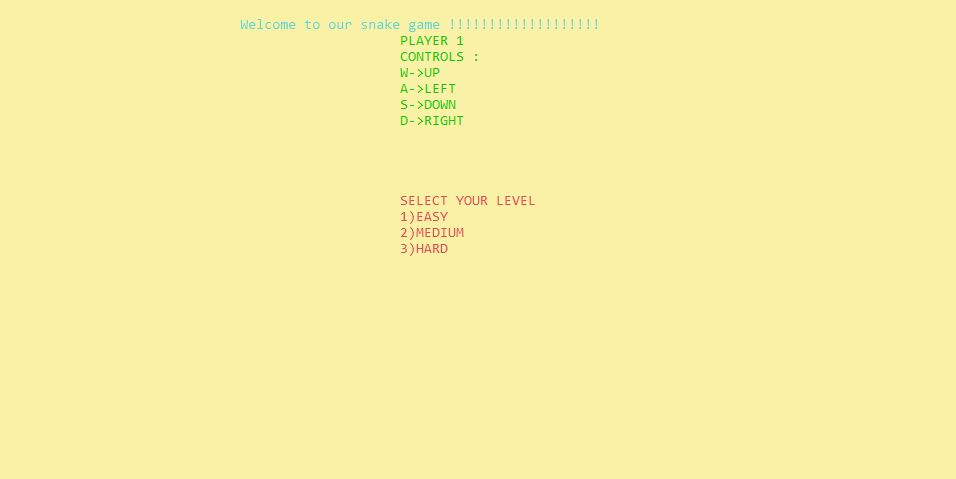 Welcome to our snake game !!!!!!!!!!!!!!!!!!!
PLAYER 1
CONTROLS :
W->UP
A->LEFT
S->DOWN
D->RIGHT
SELECT YOUR LEVEL
1)EASY
2)MEDIUM
3)HARD